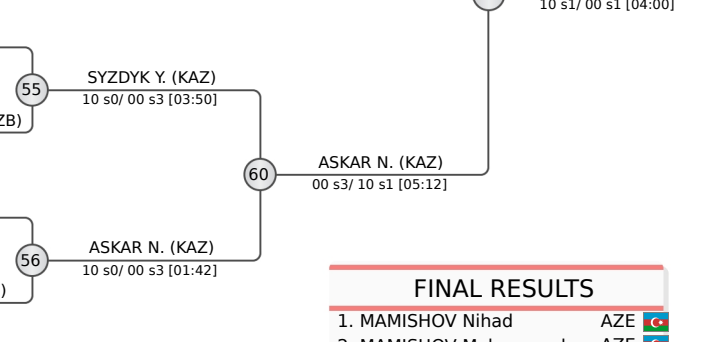 10 s1/ 00 s1 [04:00]
SYZDYK Y. (KAZ)
55
10 s0/ 00 s3 [03:50]
ZB)
ASKAR N. (KAZ)
60
00 s3/ 10 s1 [05:12]
ASKAR N. (KAZ)
56
10 s0/ 00 s3 [01:42]
)
FINAL RESULTS
1. MAMISHOV Nihad AZE